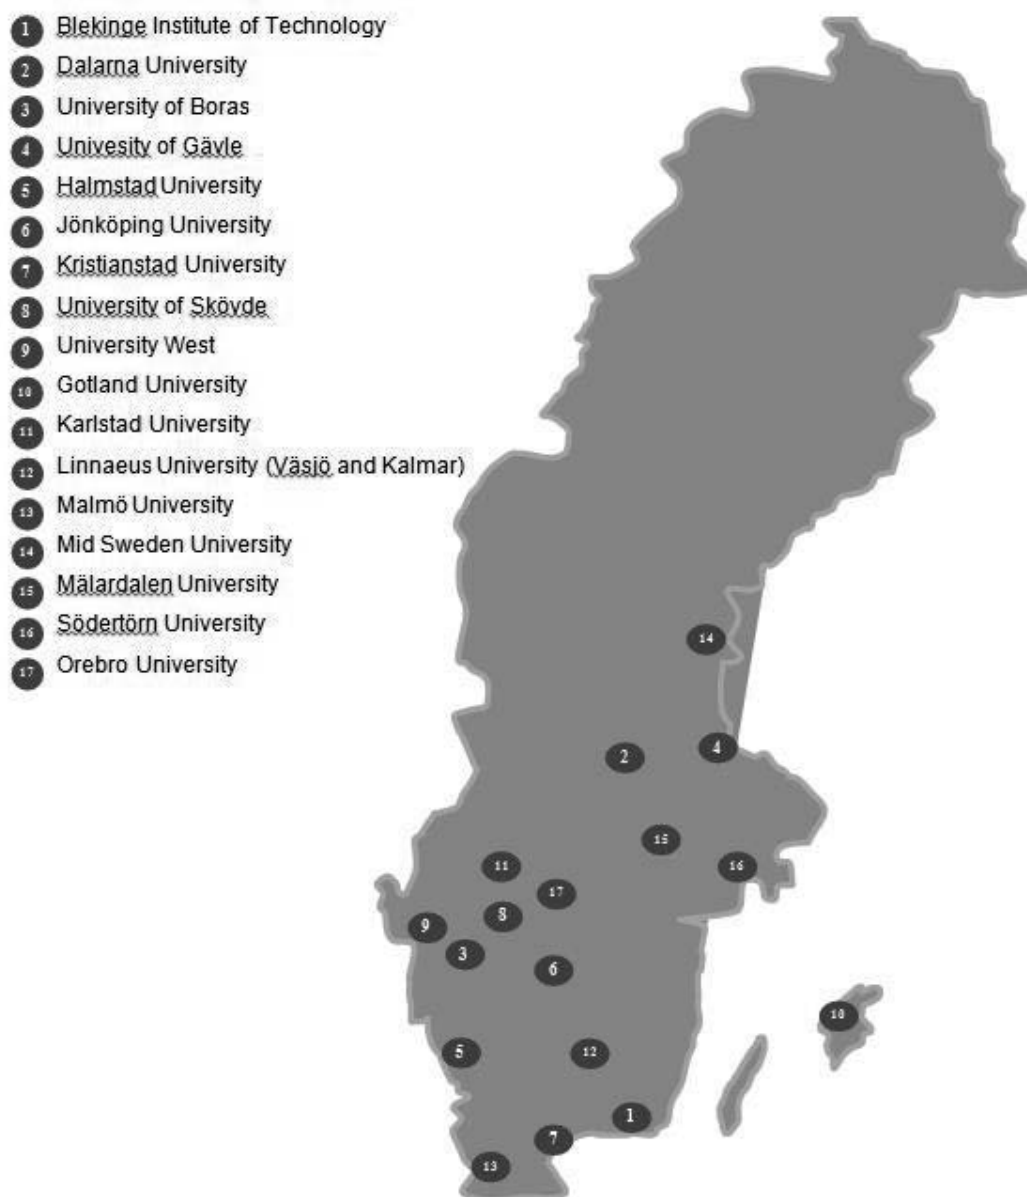 1 Blekinge Institute of Technology
2 Dalarna University
3 University of Boras
4 Univesity of Gävle
5 Halmstad University
6 Jönköping University
7 Kristianstad University
8 University of Skövde
9 University West
10 Gotland University
11 Karlstad University
12 Linnaeus University (Väsjö and Kalmar)
13 Malmö University
14 Mid Sweden University
15 Mälardalen University
16 Södertörn University
17 Orebro University
14
4
2
15
11
16
17
8
9
3
6
10
5
12
1
7
13